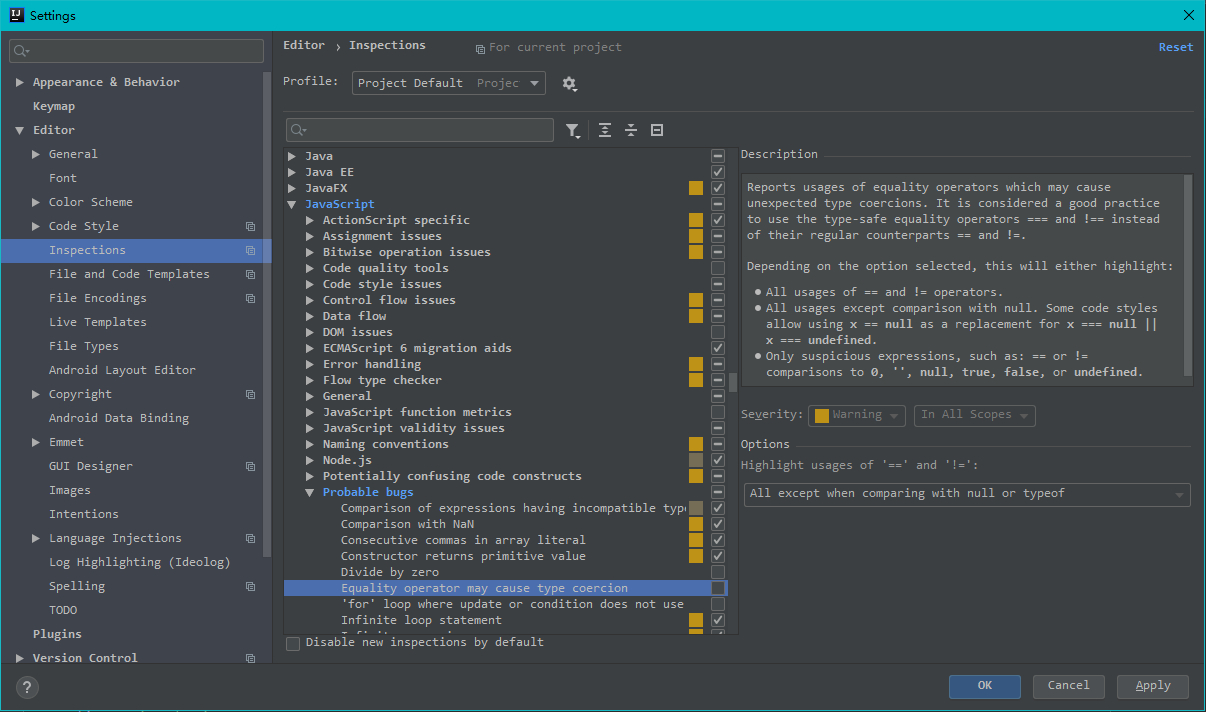 Settings
Editor › Inspections
For current project
Reset
Profile:
Project Default Projec
Appearance & Behavior
Keymap
Editor
General
Font
Color Scheme
Code Style
Inspections
File and Code Templates
File Encodings
Live Templates
File Types
Android Layout Editor
Copyright
Android Data Binding
Emmet
GUI Designer
Images
Intentions
Language Injections
Log Highlighting (Ideolog)
Spelling
TODO
Plugins
Version Control
Java
Java EE
JavaFX
JavaScript
ActionScript specific
Assignment issues
Bitwise operation issues
Code quality tools
Code style issues
Control flow issues
Data flow
DOM issues
ECMAScript 6 migration aids
Error handling
Flow type checker
General
JavaScript function metrics
JavaScript validity issues
Naming conventions
Node.js
Potentially confusing code constructs
Probable bugs
Comparison of expressions having incompatible type
Comparison with NaN
Consecutive commas in array literal
Constructor returns primitive value
Divide by zero
Equality operator may cause type coercion
'for' loop where update or condition does not use
Infinite loop statement
Disable new inspections by default
Description
Reports usages of equality operators which may cause
unexpected type coercions. It is considered a good practice
to use the type-safe equality operators === and !== instead
of their regular counterparts == and !=.
Depending on the option selected, this will either highlight:
● All usages of == and != operators.
● All usages except comparison with null. Some code styles
allow using x == null as a replacement for x === null ||
x === undefined.
● Only suspicious expressions, such as: == or !=
comparisons to 0, '', null, true, false, or undefined.
Severity:
Warning
In All Scopes
Options
Highlight usages of '==' and '!=':
All except when comparing with null or typeof
?
OK
Cancel
Apply